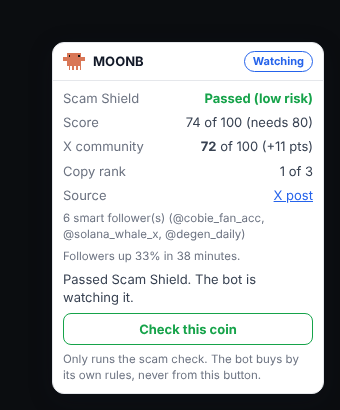 MOONB Watching
Scam Shield Passed (low risk)
Score 74 of 100 (needs 80)
X community 72 of 100 (+11 pts)
Copy rank 1 of 3
Source X post
6 smart follower(s) (@cobie_fan_acc,
@solana_whale_x, @degen_daily)
Followers up 33% in 38 minutes.
Passed Scam Shield. The bot is
watching it.
Check this coin
Only runs the scam check. The bot buys by
its own rules, never from this button.